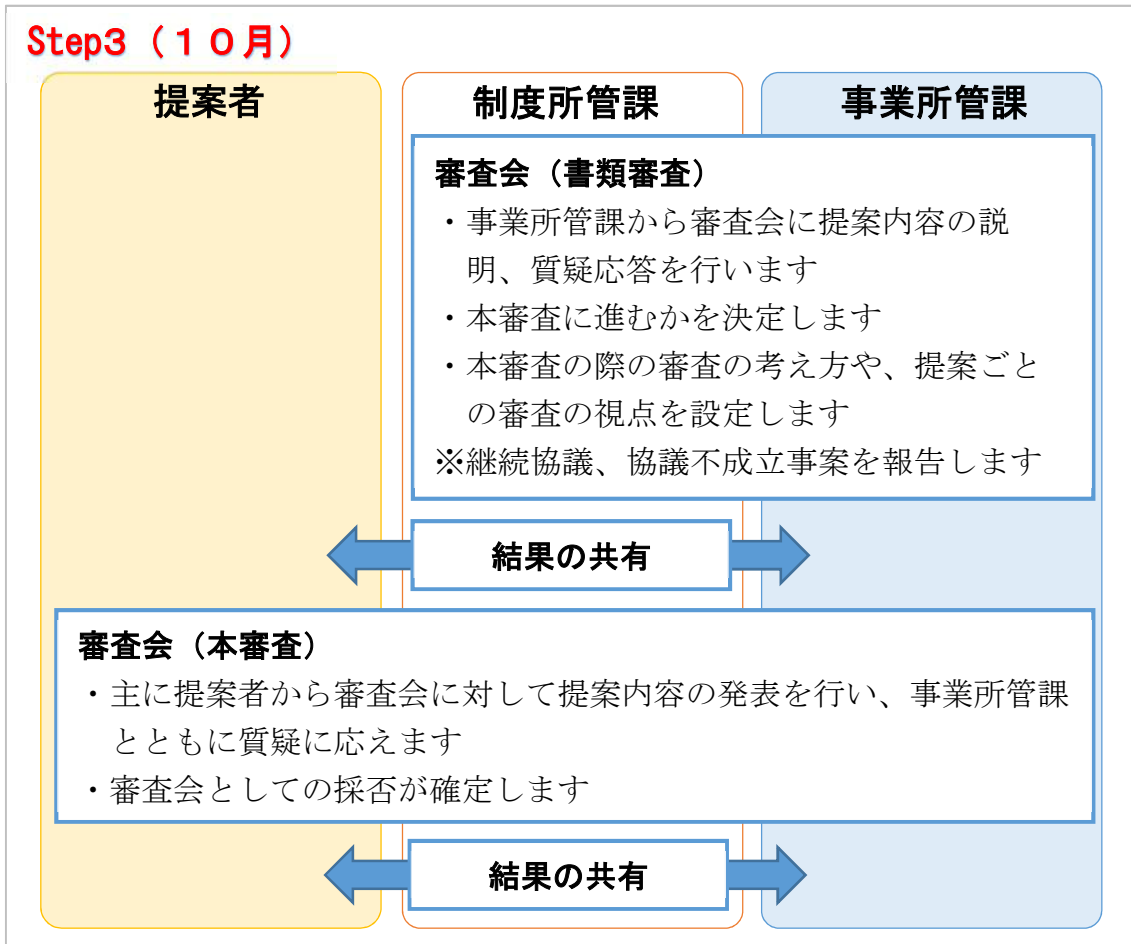 Step3（１０月）
提案者
制度所管課
事業所管課
審査会（書類審査）
・事業所管課から審査会に提案内容の説
明、質疑応答を行います
・本審査に進むかを決定します
・本審査の際の審査の考え方や、提案ごと
の審査の視点を設定します
※継続協議、協議不成立事案を報告します
結果の共有
審査会（本審査）
・主に提案者から審査会に対して提案内容の発表を行い、事業所管課
とともに質疑に応えます
・審査会としての採否が確定します
結果の共有